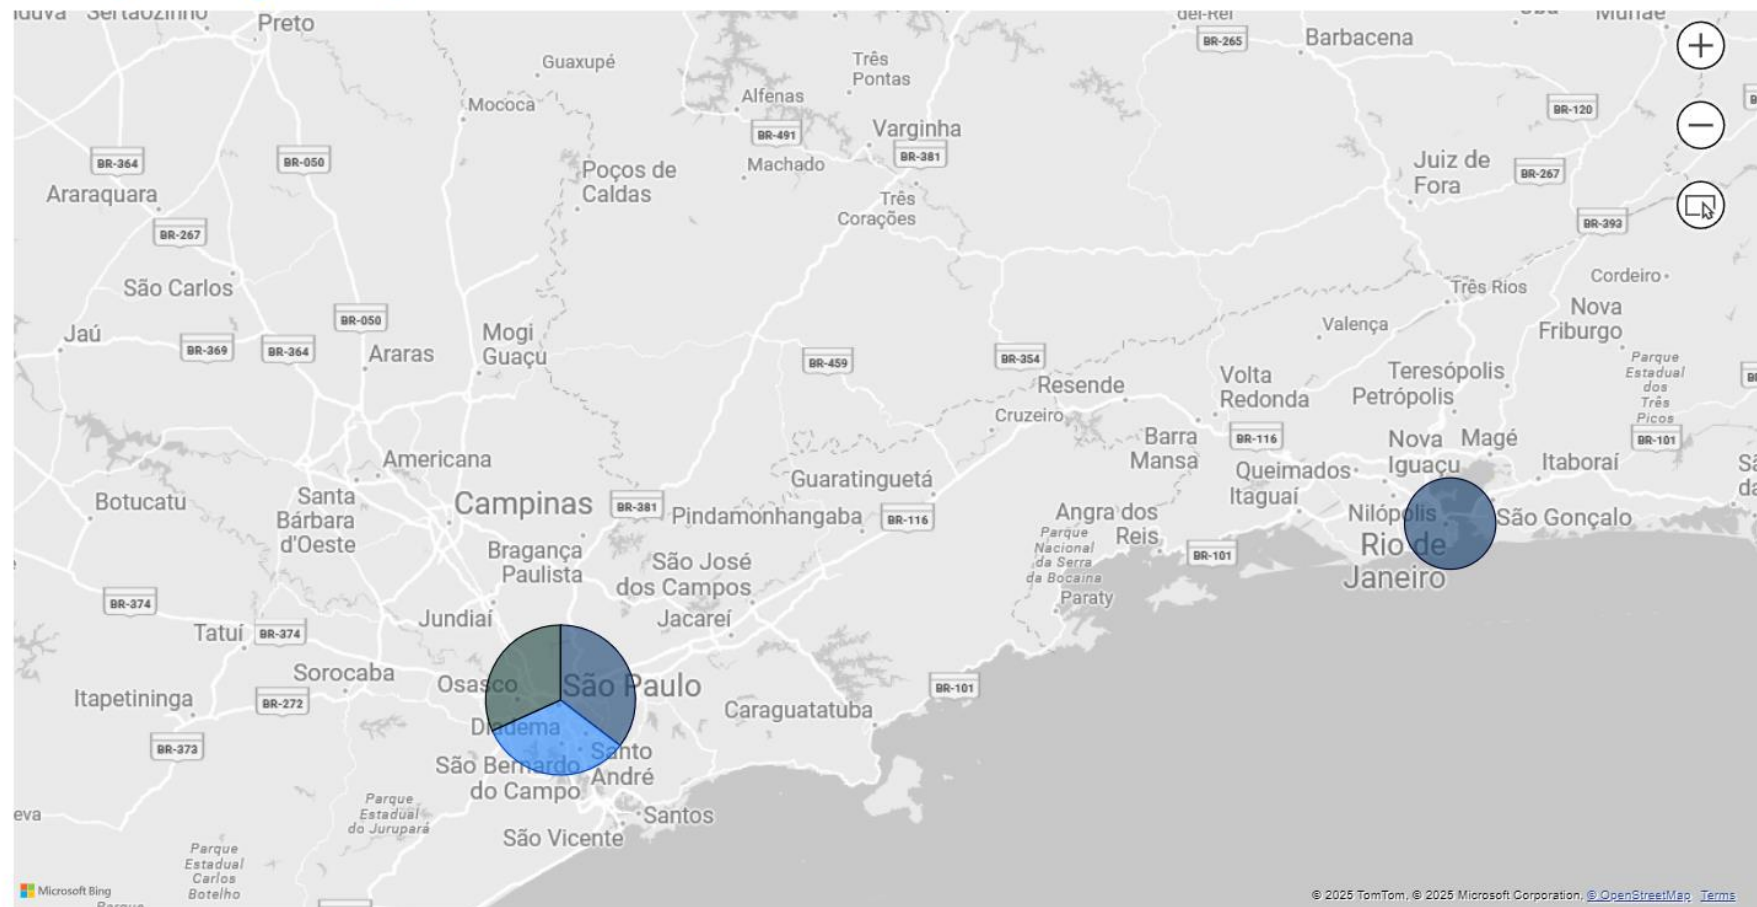 Sertãozinho
Preto
del-Rei
BR-265
Barbacena
Guaxupé
Três
Pontas
Mococa
Alfenas
BR-491
Varginha
BR-381
Machado
BR-120
BR-364
BR-050
Araraquara
Poços de
Caldas
Juiz de
Fora
BR-267
Três
Corações
BR-267
BR-393
São Carlos
Cordeiro
Três Rios
Nova
Friburgo
BR-050
Valença
Jaú
BR-369
BR-364
Araras
Mogi
Guaçu
BR-459
BR-354
Parque
Estadual
dos
Três
Picos
Resende
Volta
Redonda
Teresópolis
Petrópolis
Cruzeiro
Barra
Mansa
BR-116
Nova
Iguaçu
Magé
BR-101
Americana
Queimados
Itaguaí
Itaboraí
Guaratinguetá
Botucatu
Santa
Bárbara
d'Oeste
Campinas
BR-381
Pindamonhangaba
BR-116
Angra dos
Reis
Nilópolis
São Gonçalo
Rio de
Janeiro
Parque
Nacional
da Serra
da Bocaina
BR-101
Bragança
Paulista
São José
dos Campos
Paraty
BR-374
Jundiaí
Jacareí
Tatuí
BR-374
Sorocaba
Osasco
São Paulo
BR-101
Itapetininga
BR-272
Caraguatatuba
Diadema
BR-373
Santo
André
São Bernardo
do Campo
Parque
Estadual
do Jurupará
eva
Santos
São Vicente
Parque
Estadual
Carlos
Botelho
Parque
Microsoft Bing
© 2025 TomTom, © 2025 Microsoft Corporation, © OpenStreetMap Terms